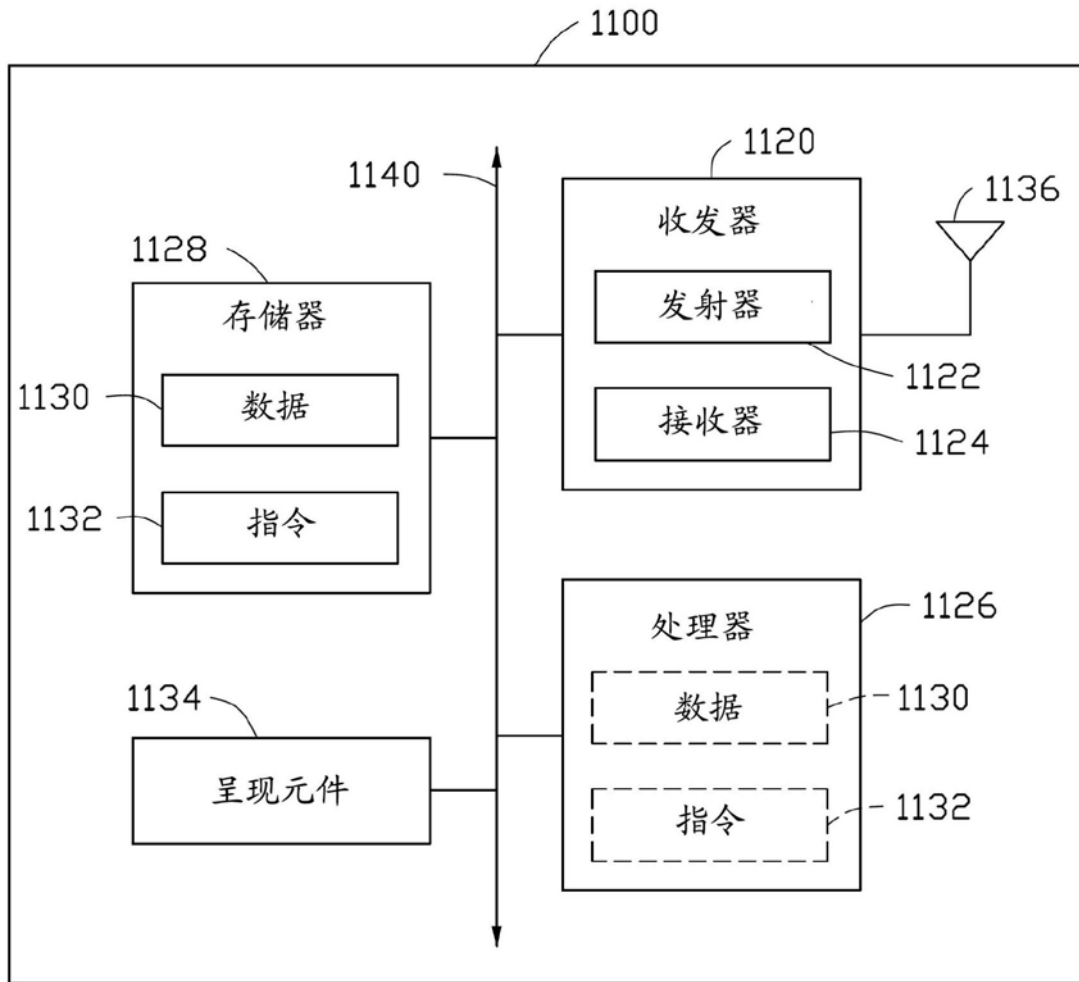 1100
1140
1120
收发器
1136
发射器
1122
接收器
1124
1128
存储器
1130
数据
1132
指令
1126
处理器
数据
1130
指令
1132
1134
呈现元件